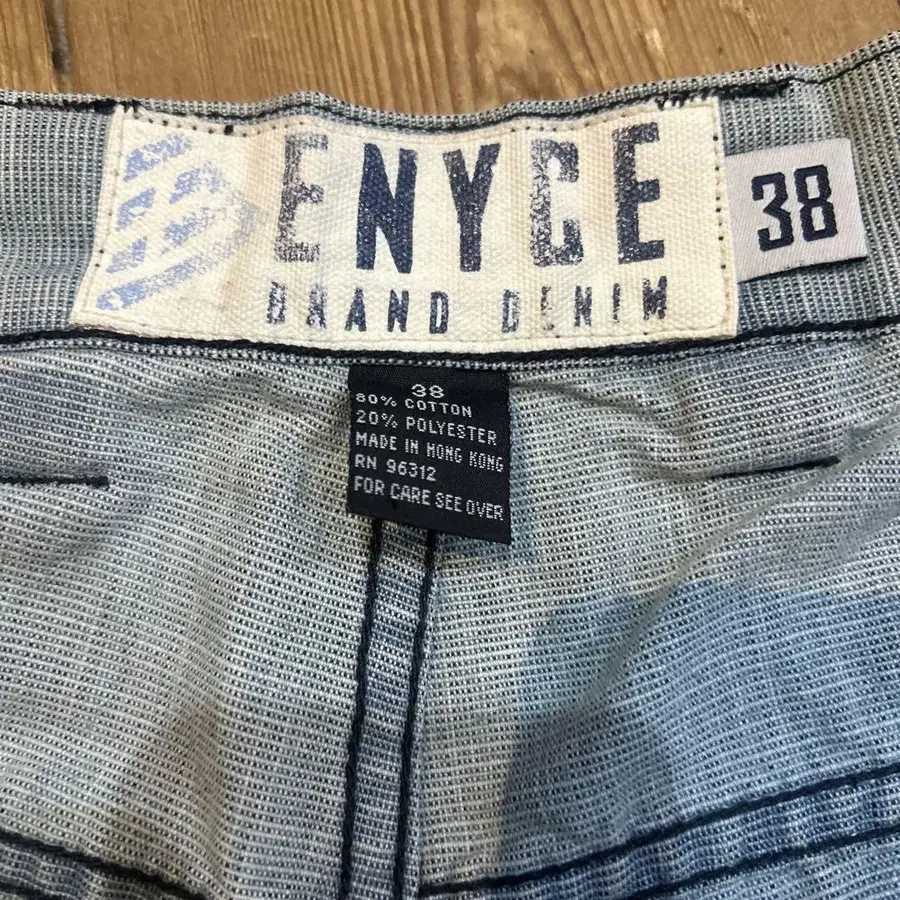 ENYCE
BRAND DENIM
38
38
80% COTTON
20% POLYESTER
MADE IN HONG KONG
RN 96312
FOR CARE SEE OVER